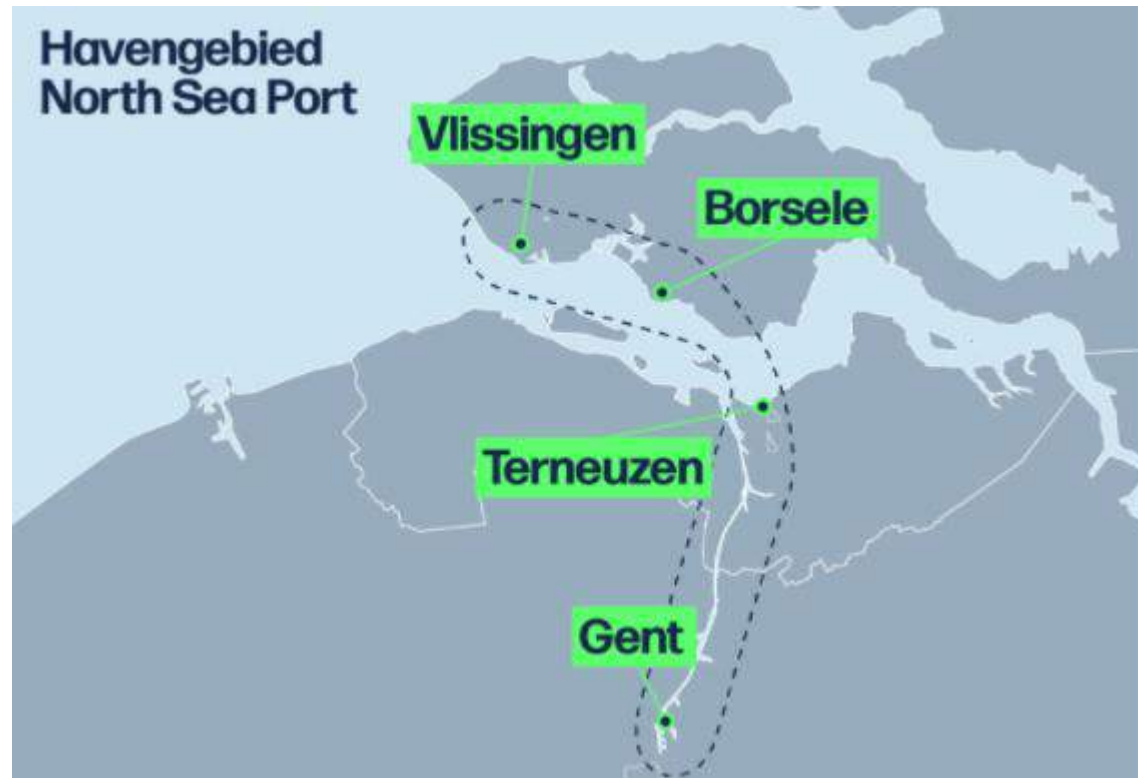 Havengebied
North Sea Port
Vlissingen
Borsele
Terneuzen
Gent